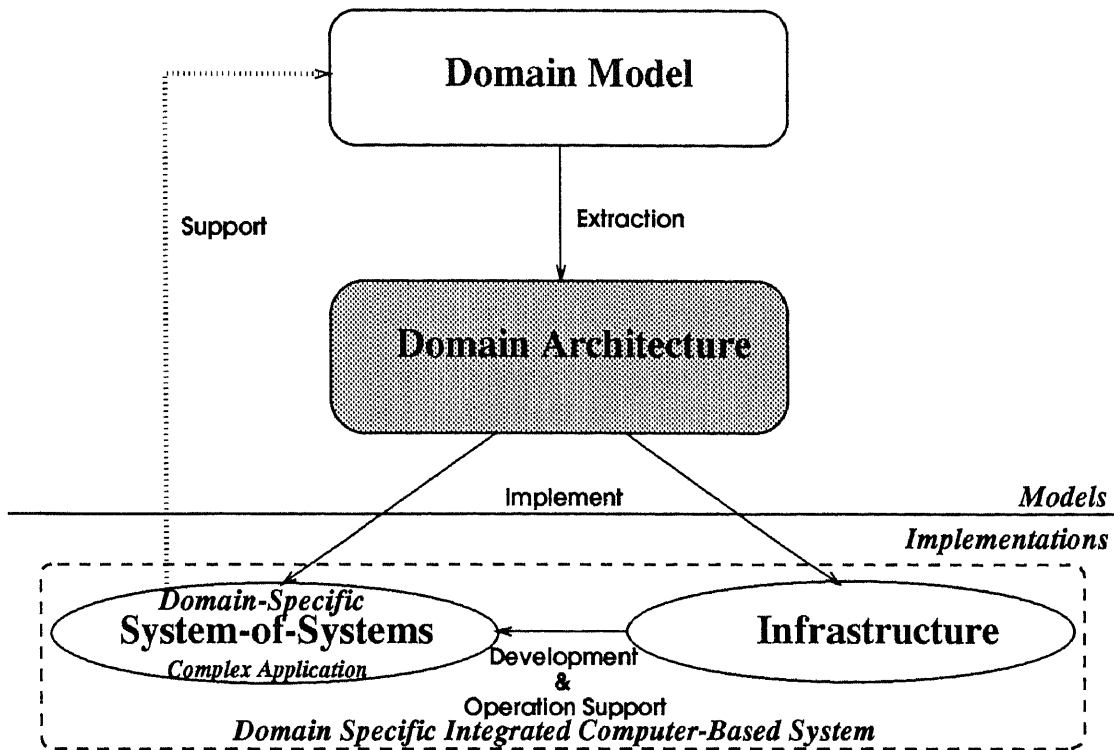 Domain Model
Support
Extraction
Domain Architecture
Implement
Models
Implementations
Domain-Specific
System-of-Systems
Complex Application
Infrastructure
Development
&
Operation Support
Domain Specific Integrated Computer-Based System